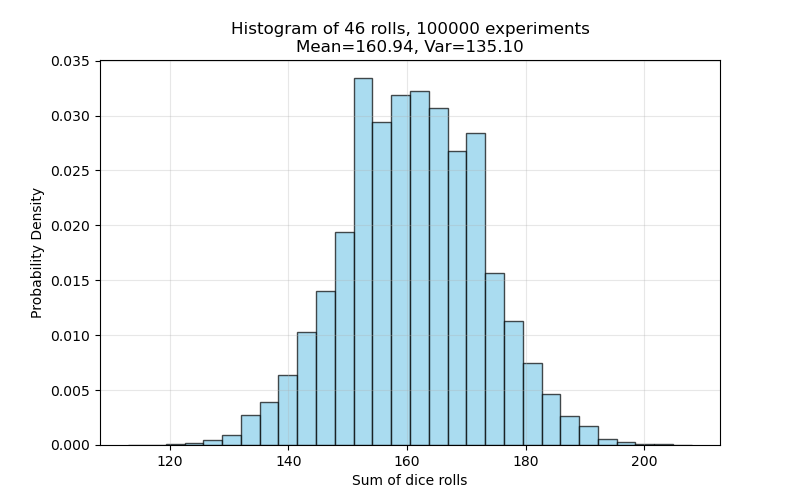 Histogram of 46 rolls, 100000 experiments
Mean=160.94, Var=135.10
0.035
0.030
0.025
0.020
0.015
0.010
0.005
0.000
Probability Density
120 140 160 180 200
Sum of dice rolls